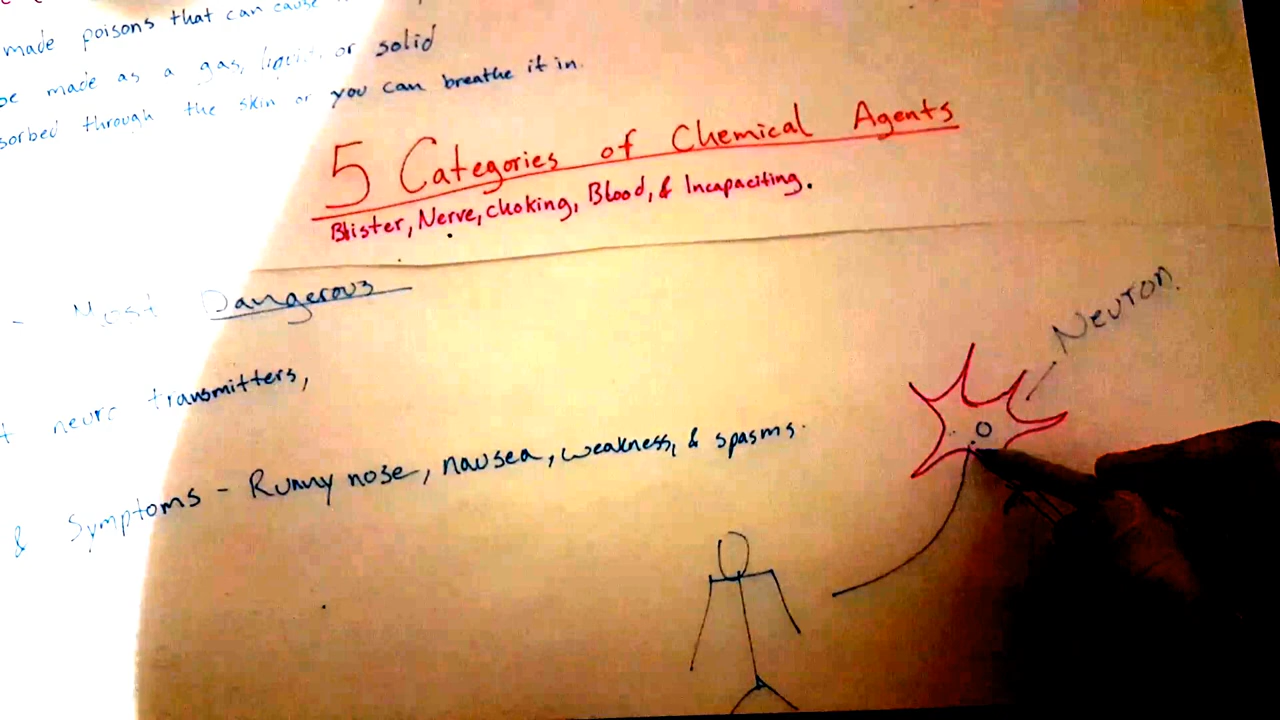 made poisons that can cause
be made as a gas, liquid, or solid
sorbed through the skin or you can breathe it in.
5 Categories of Chemical Agents
Blister, Nerve, choking, Blood, & Incapaciting.
- Most Dangerous
neuro transmitters,
& Symptoms - Runny nose, nausea, weakness, & spasms.
Neuron